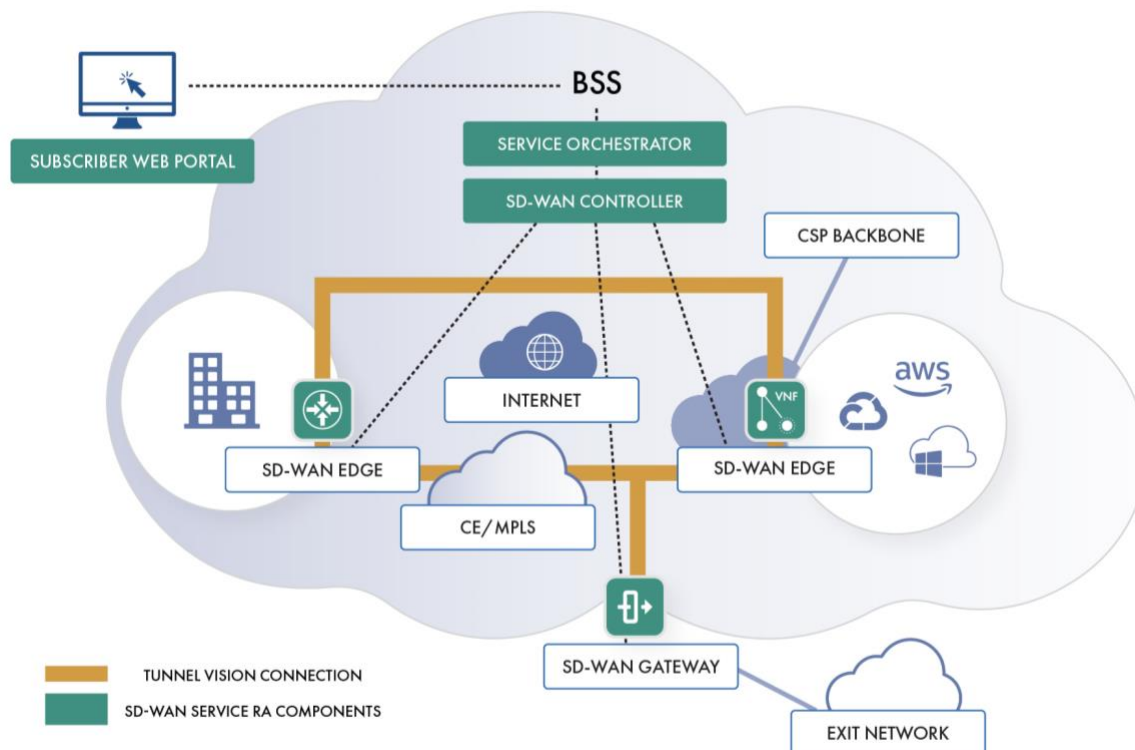 BSS
SERVICE ORCHESTRATOR
SUBSCRIBER WEB PORTAL
SD-WAN CONTROLLER
CSP BACKBONE
aws
VNF
INTERNET
SD-WAN EDGE
SD-WAN EDGE
CE/MPLS
SD-WAN GATEWAY
TUNNEL VISION CONNECTION
SD-WAN SERVICE RA COMPONENTS
EXIT NETWORK